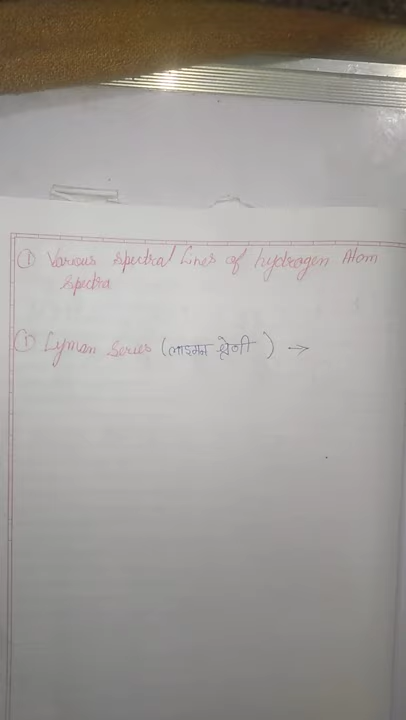 ① Various spectral Lines of hydrogen Atom
Spectra
① Lyman Series (लाइमन श्रेणी) →